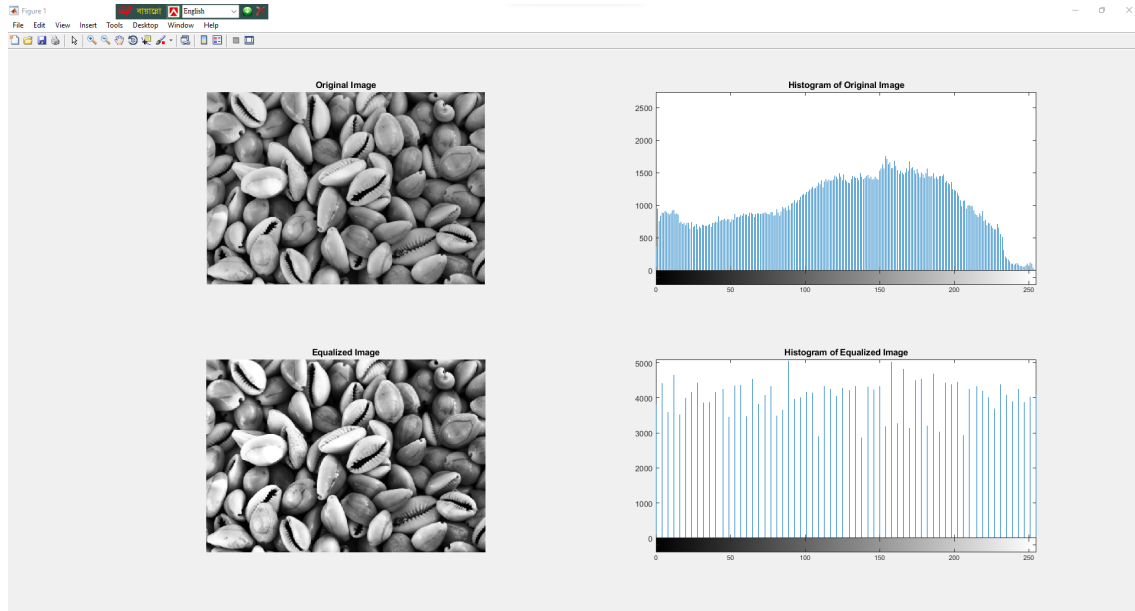 Figure 1
বায়ান্নো English
File Edit View Insert Tools Desktop Window Help
Original Image
Histogram of Original Image
2500
2000
1500
1000
500
0
0 50 100 150 200 250
Equalized Image
Histogram of Equalized Image
5000
4000
3000
2000
1000
0
0 50 100 150 200 250